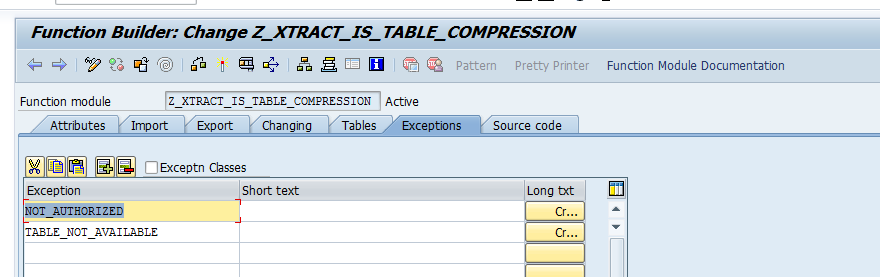 Function Builder: Change Z_XTRACT_IS_TABLE_COMPRESSION
Pattern Pretty Printer Function Module Documentation
Function module Z_XTRACT_IS_TABLE_COMPRESSION Active
Attributes Import Export Changing Tables Exceptions Source code
Exceptn Classes
Exception Short text Long txt
NOT_AUTHORIZED Cr...
TABLE_NOT_AVAILABLE Cr...